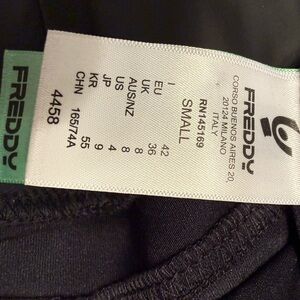 FREDDY
CORSO BUENOS AIRES 20,
20124 MILANO
ITALY
RN145169
SMALL
I 42
EU 36
UK 8
AUS/NZ 8
US 4
JP 9
KR 55
CHN 165/74A
4458
FREDDY